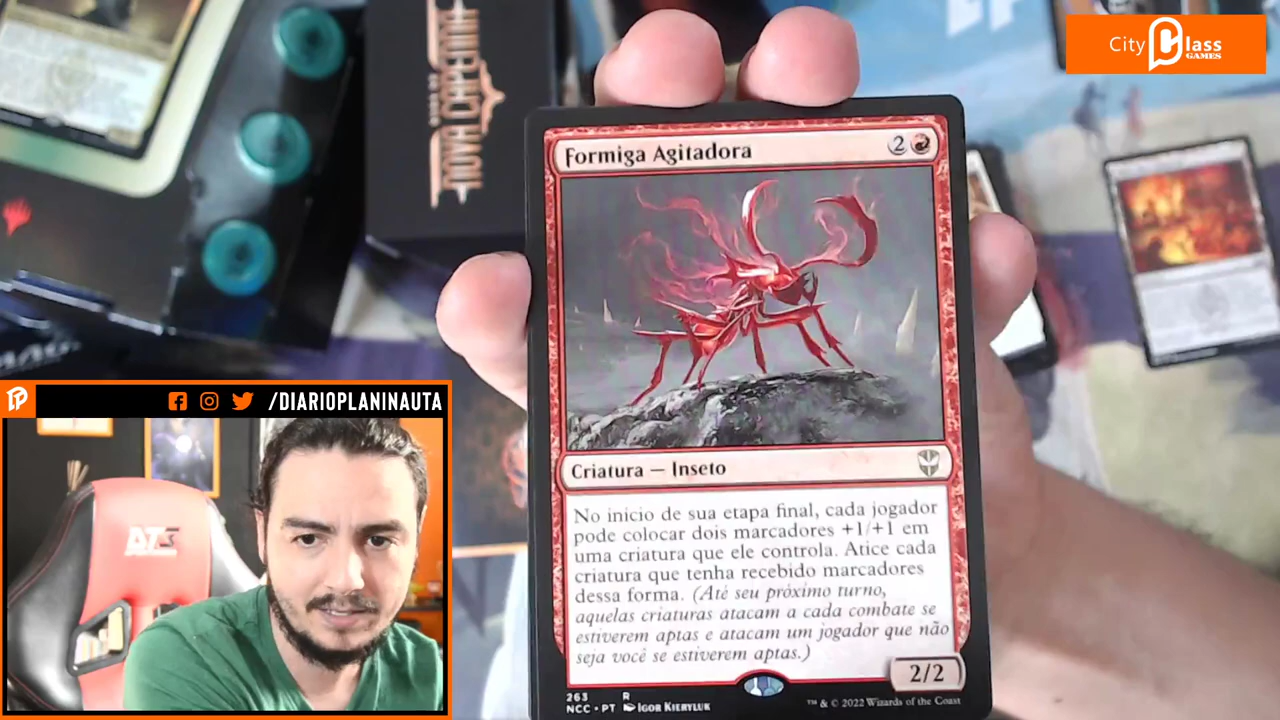 City Class
GAMES
NOVA CAPENNA
Formiga Agitadora 2
Criatura — Inseto
No início de sua etapa final, cada jogador
pode colocar dois marcadores +1/+1 em
uma criatura que ele controla. Atice cada
criatura que tenha recebido marcadores
dessa forma. (Até seu próximo turno,
aquelas criaturas atacam a cada combate se
estiverem aptas e atacam um jogador que não
seja você se estiverem aptas.)
2/2
263 R
NCC • PT Igor Kieryluk
™ & © 2022 Wizards of the Coast
/DIARIOPLANINAUTA
DT3